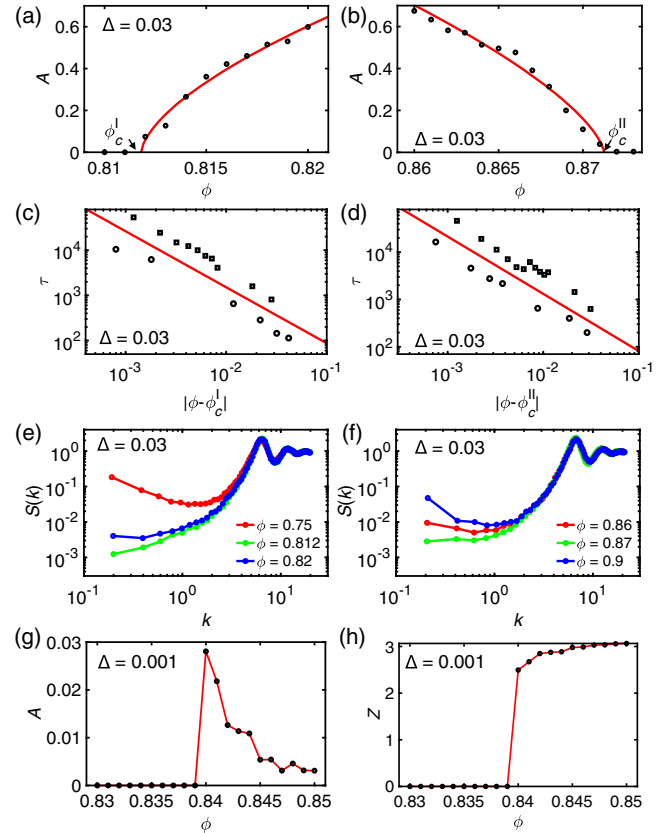 (a)
Δ = 0.03
A
0.6
0.4
0.2
0
ϕ_c^I
0.81 0.815 0.82
ϕ
(b)
A
0.6
0.4
0.2
0
Δ = 0.03
ϕ_c^II
0.86 0.865 0.87
ϕ
(c)
τ
10^4
10^3
10^2
Δ = 0.03
10^-3 10^-2 10^-1
|ϕ-ϕ_c^I|
(d)
τ
10^4
10^3
10^2
Δ = 0.03
10^-3 10^-2 10^-1
|ϕ-ϕ_c^II|
(e)
Δ = 0.03
S(k)
10^0
10^-1
10^-2
10^-3
ϕ = 0.75
ϕ = 0.812
ϕ = 0.82
10^-1 10^0 10^1
k
(f)
Δ = 0.03
S(k)
10^0
10^-1
10^-2
10^-3
ϕ = 0.86
ϕ = 0.87
ϕ = 0.9
10^-1 10^0 10^1
k
(g)
Δ = 0.001
A
0.03
0.02
0.01
0
0.83 0.835 0.84 0.845 0.85
ϕ
(h)
Δ = 0.001
Z
3
2
1
0
0.83 0.835 0.84 0.845 0.85
ϕ